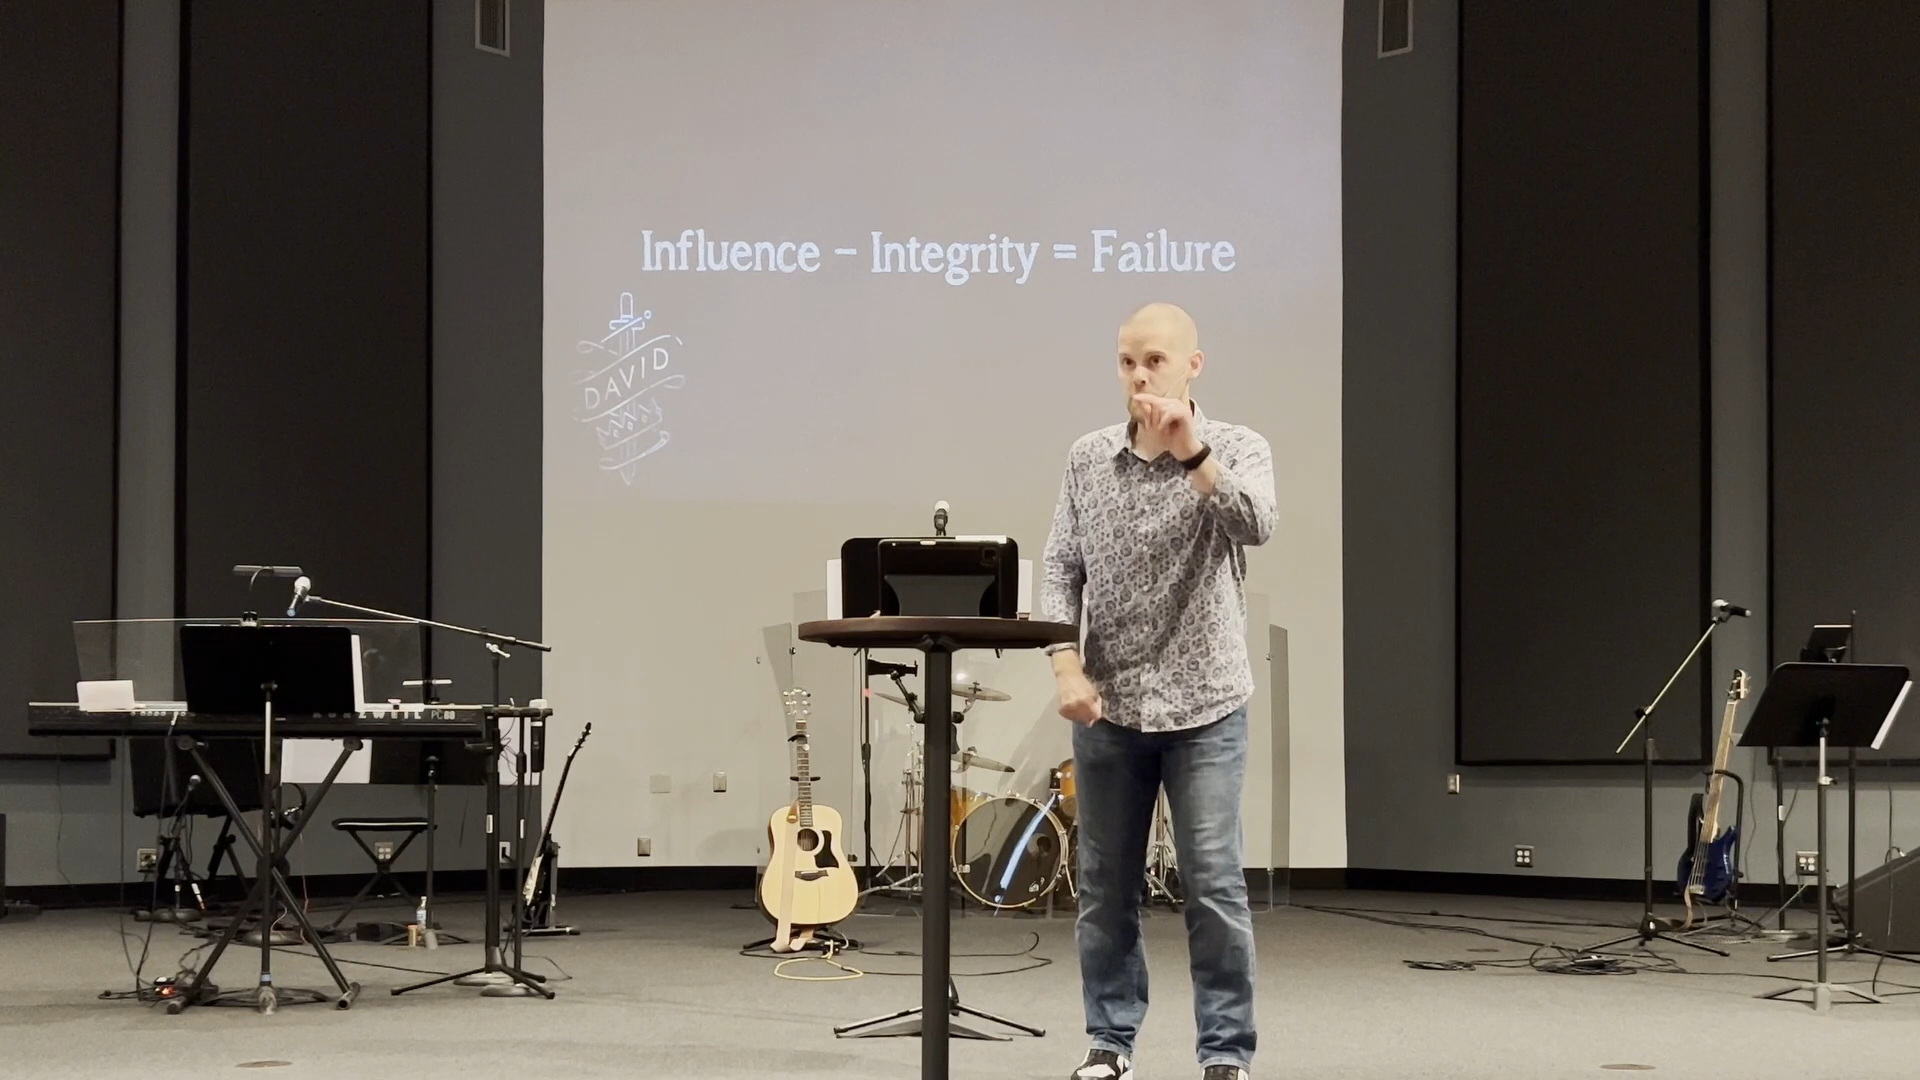 Influence – Integrity = Failure
DAVID
KURZWEIL PC88